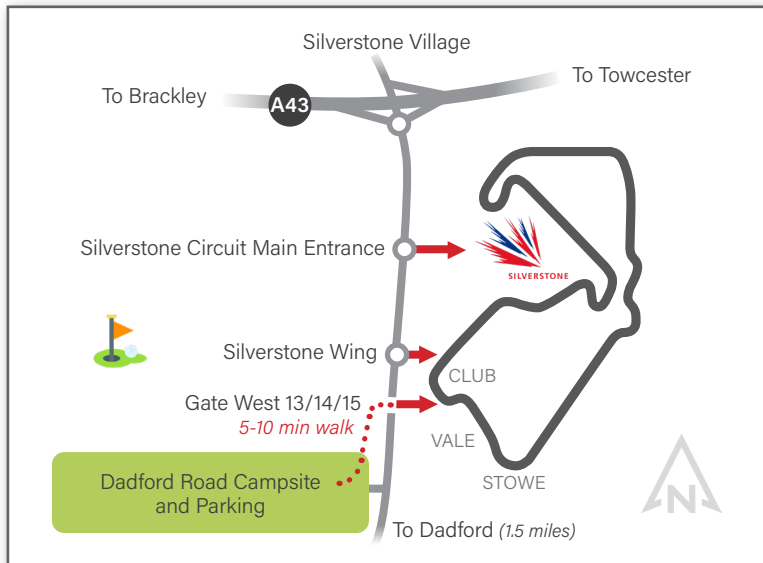 Silverstone Village
To Towcester
To Brackley
A43
Silverstone Circuit Main Entrance
SILVERSTONE
Silverstone Wing
CLUB
Gate West 13/14/15
5-10 min walk
VALE
STOWE
Dadford Road Campsite
and Parking
N
To Dadford (1.5 miles)